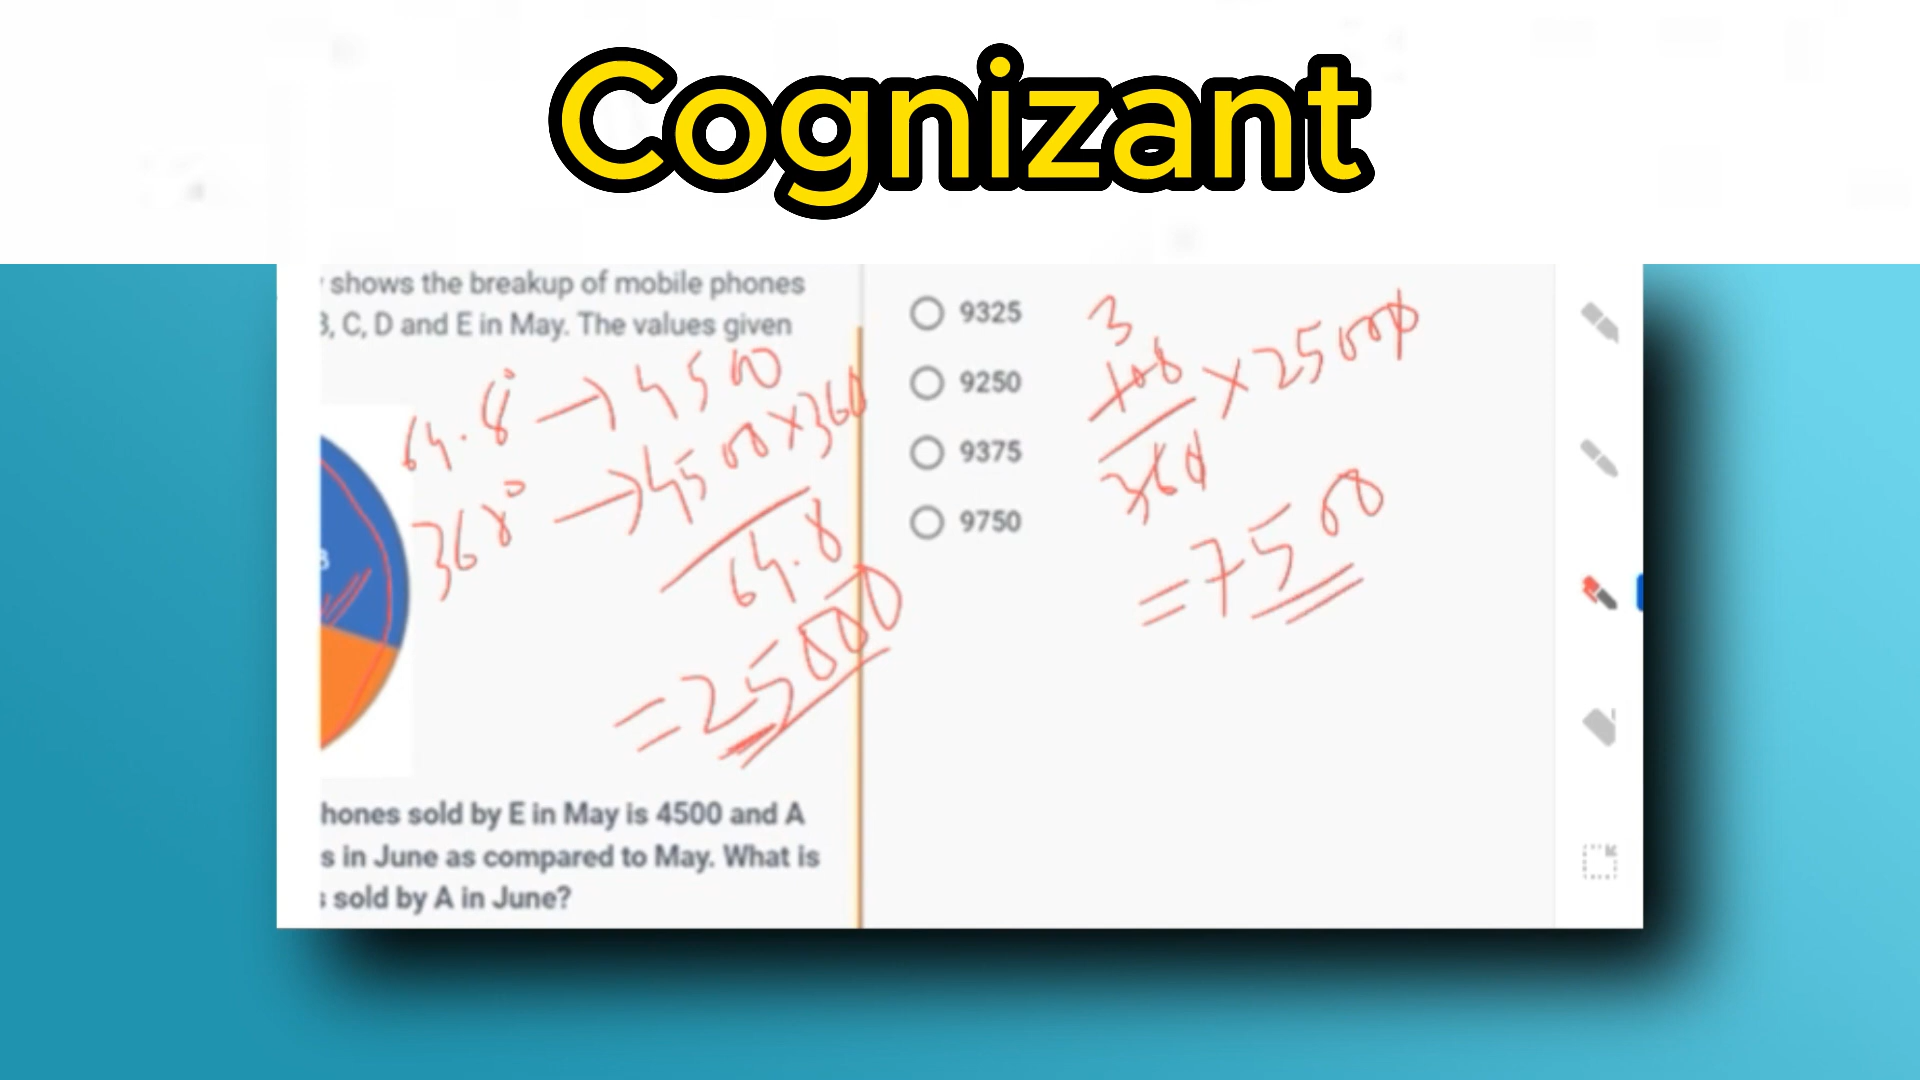 Cognizant
shows the breakup of mobile phones
B, C, D and E in May. The values given
64.8° → 4500
360° → 4500 x 360
64.8
= 25000
B
hones sold by E in May is 4500 and A
s in June as compared to May. What is
s sold by A in June?
9325
9250
9375
9750
3
108
x 25000
360
= 7500